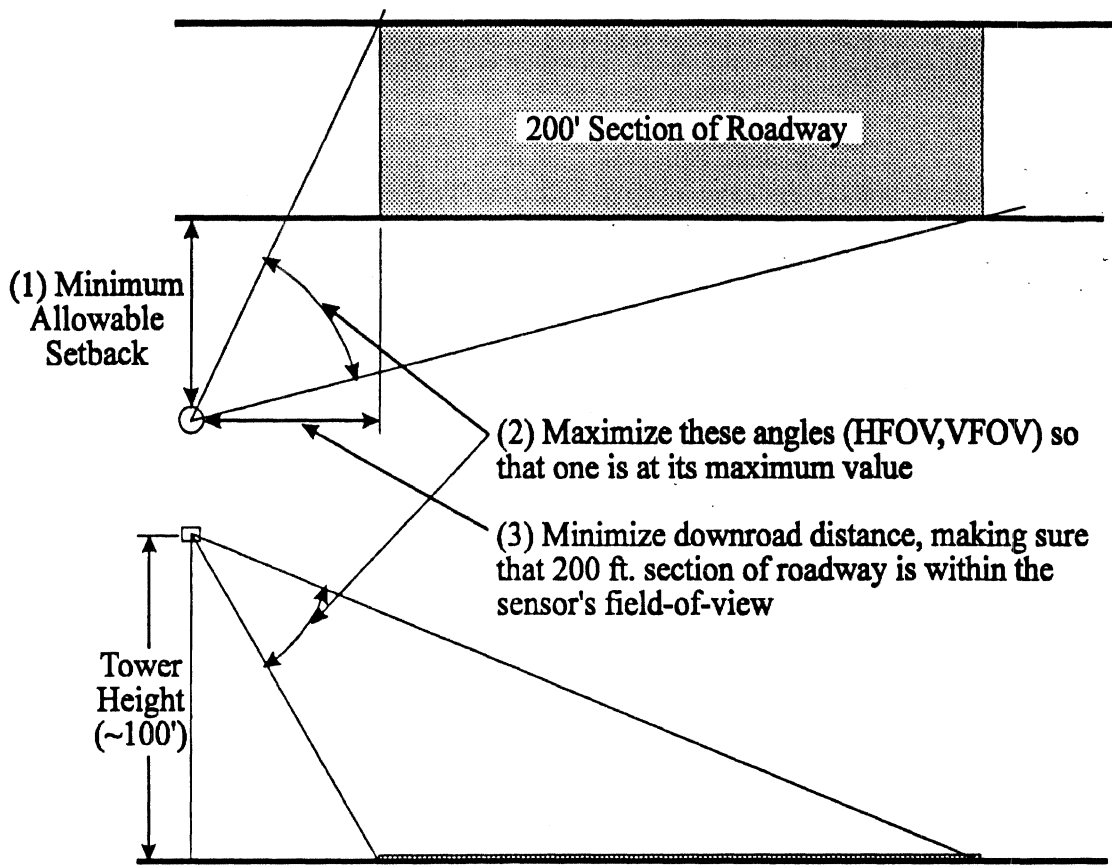 200' Section of Roadway
(1) Minimum
Allowable
Setback
(2) Maximize these angles (HFOV,VFOV) so
that one is at its maximum value
(3) Minimize downroad distance, making sure
that 200 ft. section of roadway is within the
sensor's field-of-view
Tower
Height
(~100')